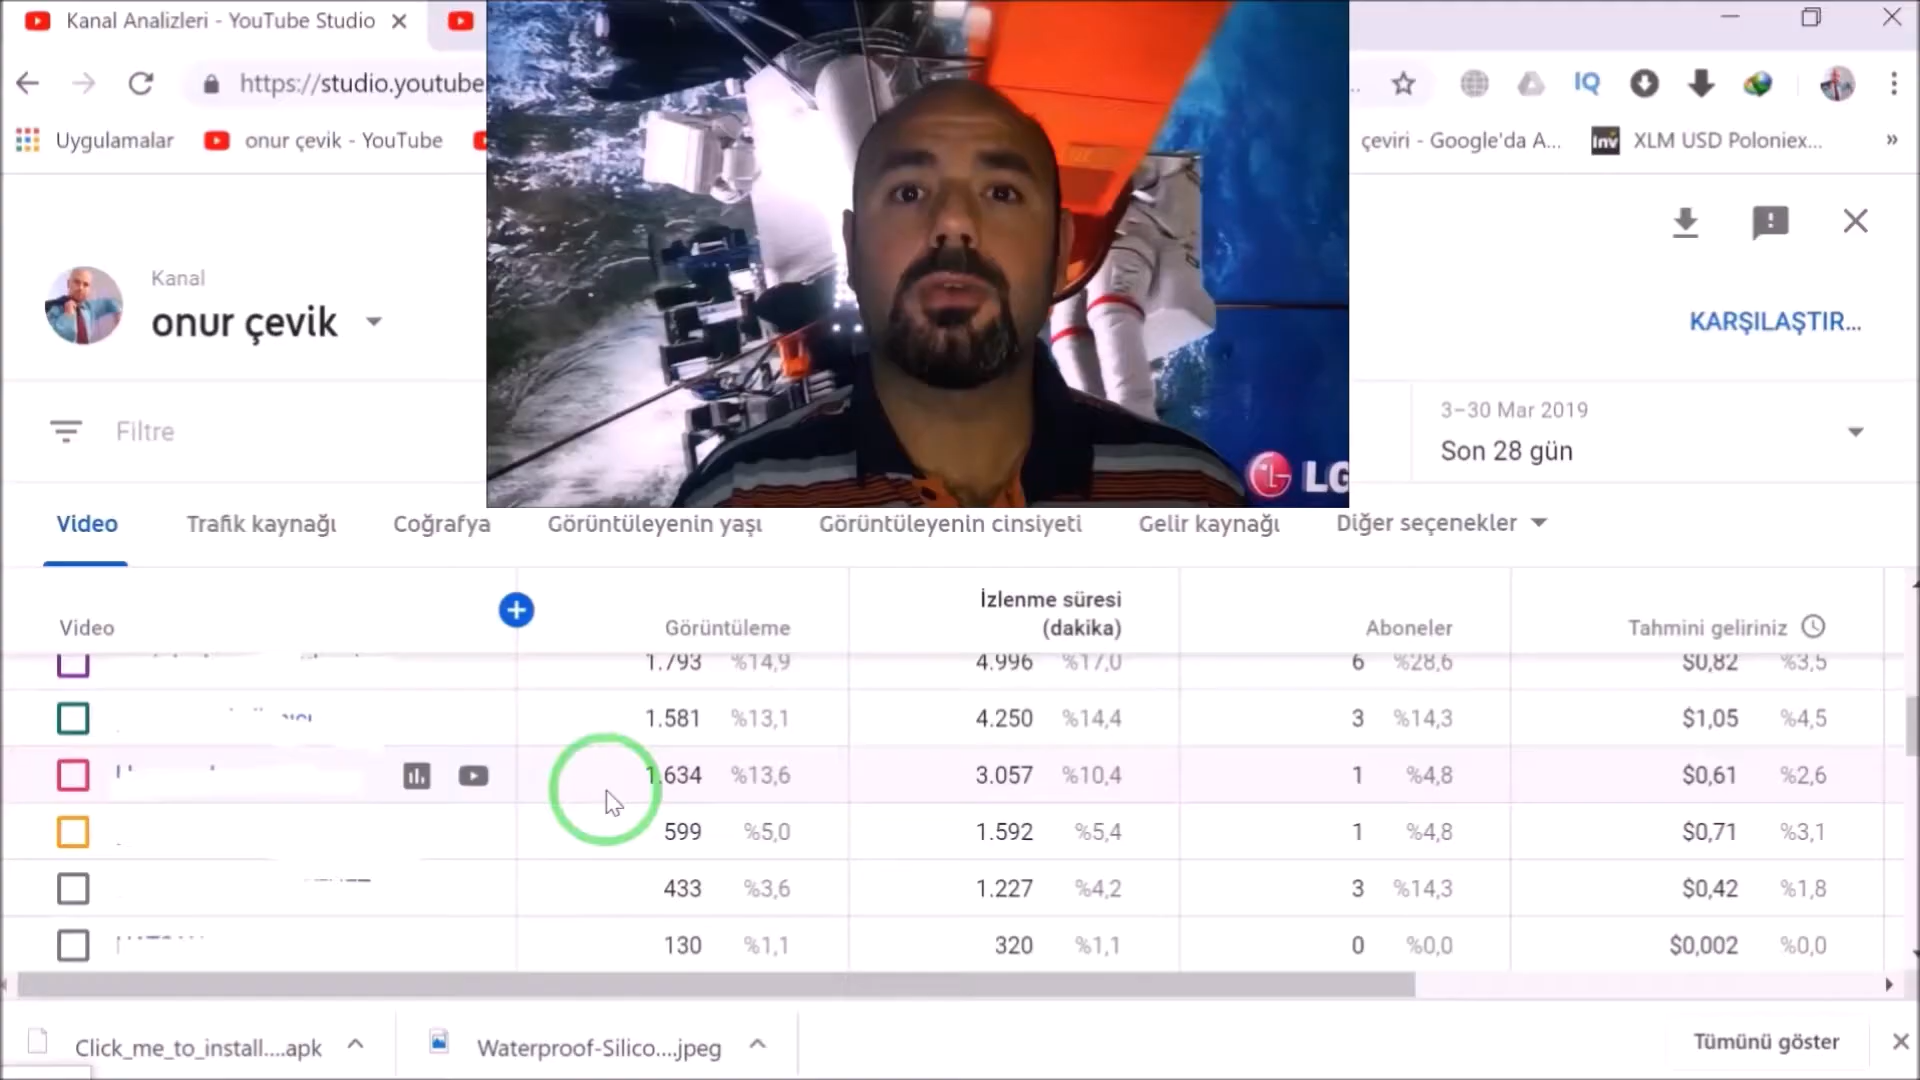 Kanal Analizleri - YouTube Studio
https://studio.youtube
IQ
Uygulamalar
onur çevik - YouTube
çeviri - Google'da A...
Inv
XLM USD Poloniex...
»
Kanal
onur çevik
KARŞILAŞTIR...
Filtre
3–30 Mar 2019
Son 28 gün
LG
Video Trafik kaynağı Coğrafya Görüntüleyenin yaşı Görüntüleyenin cinsiyeti Gelir kaynağı Diğer seçenekler
Video Görüntüleme İzlenme süresi
(dakika) Aboneler Tahmini geliriniz
1.793 %14,9 4.996 %17,0 6 %28,6 $0,82 %3,5
1.581 %13,1 4.250 %14,4 3 %14,3 $1,05 %4,5
1.634 %13,6 3.057 %10,4 1 %4,8 $0,61 %2,6
599 %5,0 1.592 %5,4 1 %4,8 $0,71 %3,1
433 %3,6 1.227 %4,2 3 %14,3 $0,42 %1,8
130 %1,1 320 %1,1 0 %0,0 $0,002 %0,0
Click_me_to_install....apk
Waterproof-Silico....jpeg
Tümünü göster